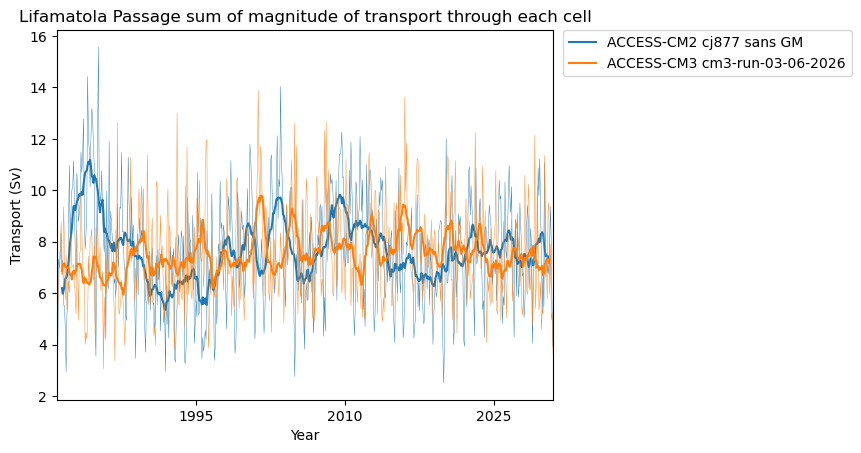 Lifamatola Passage sum of magnitude of transport through each cell
ACCESS-CM2 cj877 sans GM
ACCESS-CM3 cm3-run-03-06-2026
Transport (Sv)
16
14
12
10
8
6
4
2
1995
2010
2025
Year